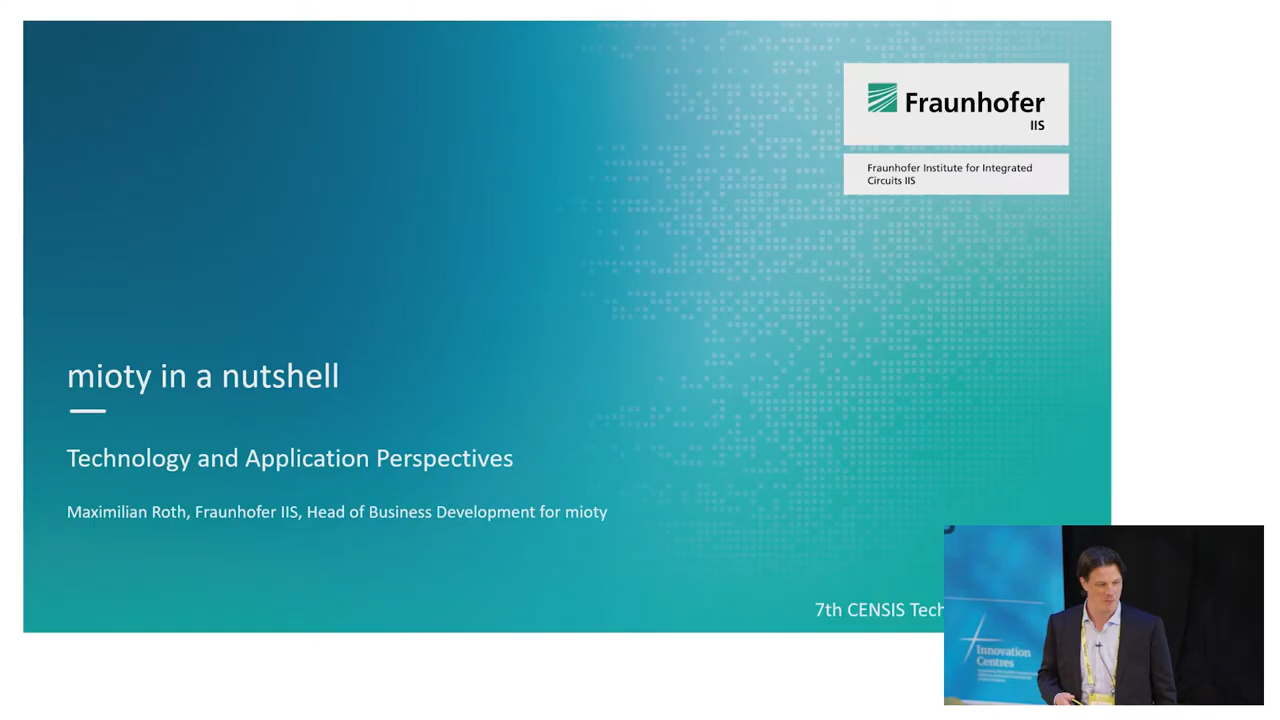 Fraunhofer
IIS
Fraunhofer Institute for Integrated
Circuits IIS
mioty in a nutshell
Technology and Application Perspectives
Maximilian Roth, Fraunhofer IIS, Head of Business Development for mioty
7th CENSIS Tech
Innovation
Centres